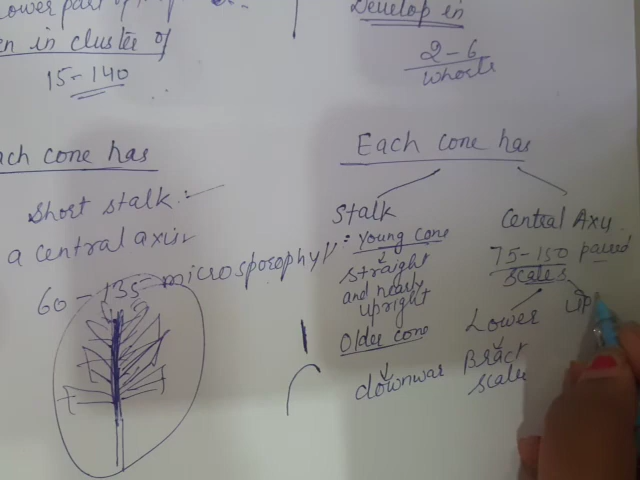 Lower part of
en in cluster of
15-140
ach cone has
Short stalk :-
a central axis
60 - 135 - microsporophyll
Develop in
2-6
Whorls
Each cone has
Stalk
: Young Cone
Straight
and nearly
upright
Older cone
downwar
Central Axis
75-150 paired
Scales
Lower
Bract
Scales
Up